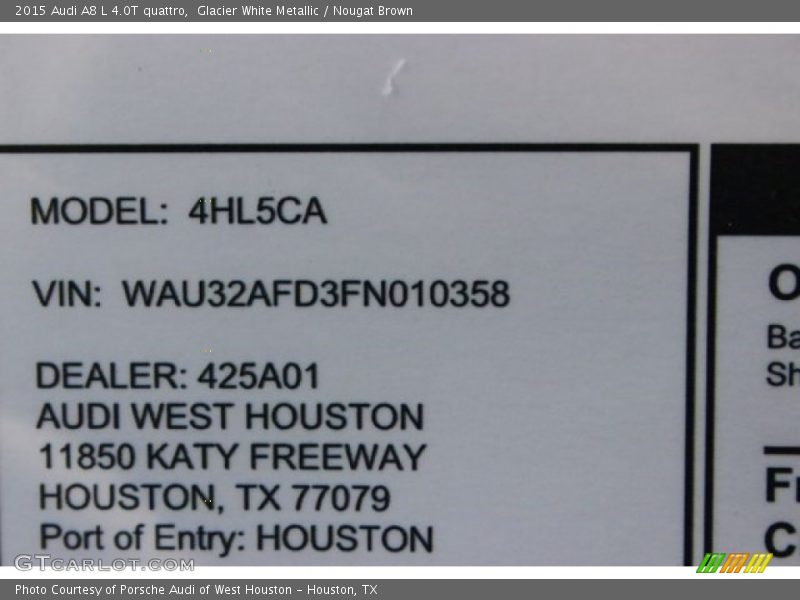 2015 Audi A8 L 4.0T quattro,  Glacier White Metallic / Nougat Brown
MODEL: 4HL5CA
VIN: WAU32AFD3FN010358
DEALER: 425A01
AUDI WEST HOUSTON
11850 KATY FREEWAY
HOUSTON, TX 77079
Port of Entry: HOUSTON
GTCarLot.com
Photo Courtesy of Porsche Audi of West Houston - Houston, TX